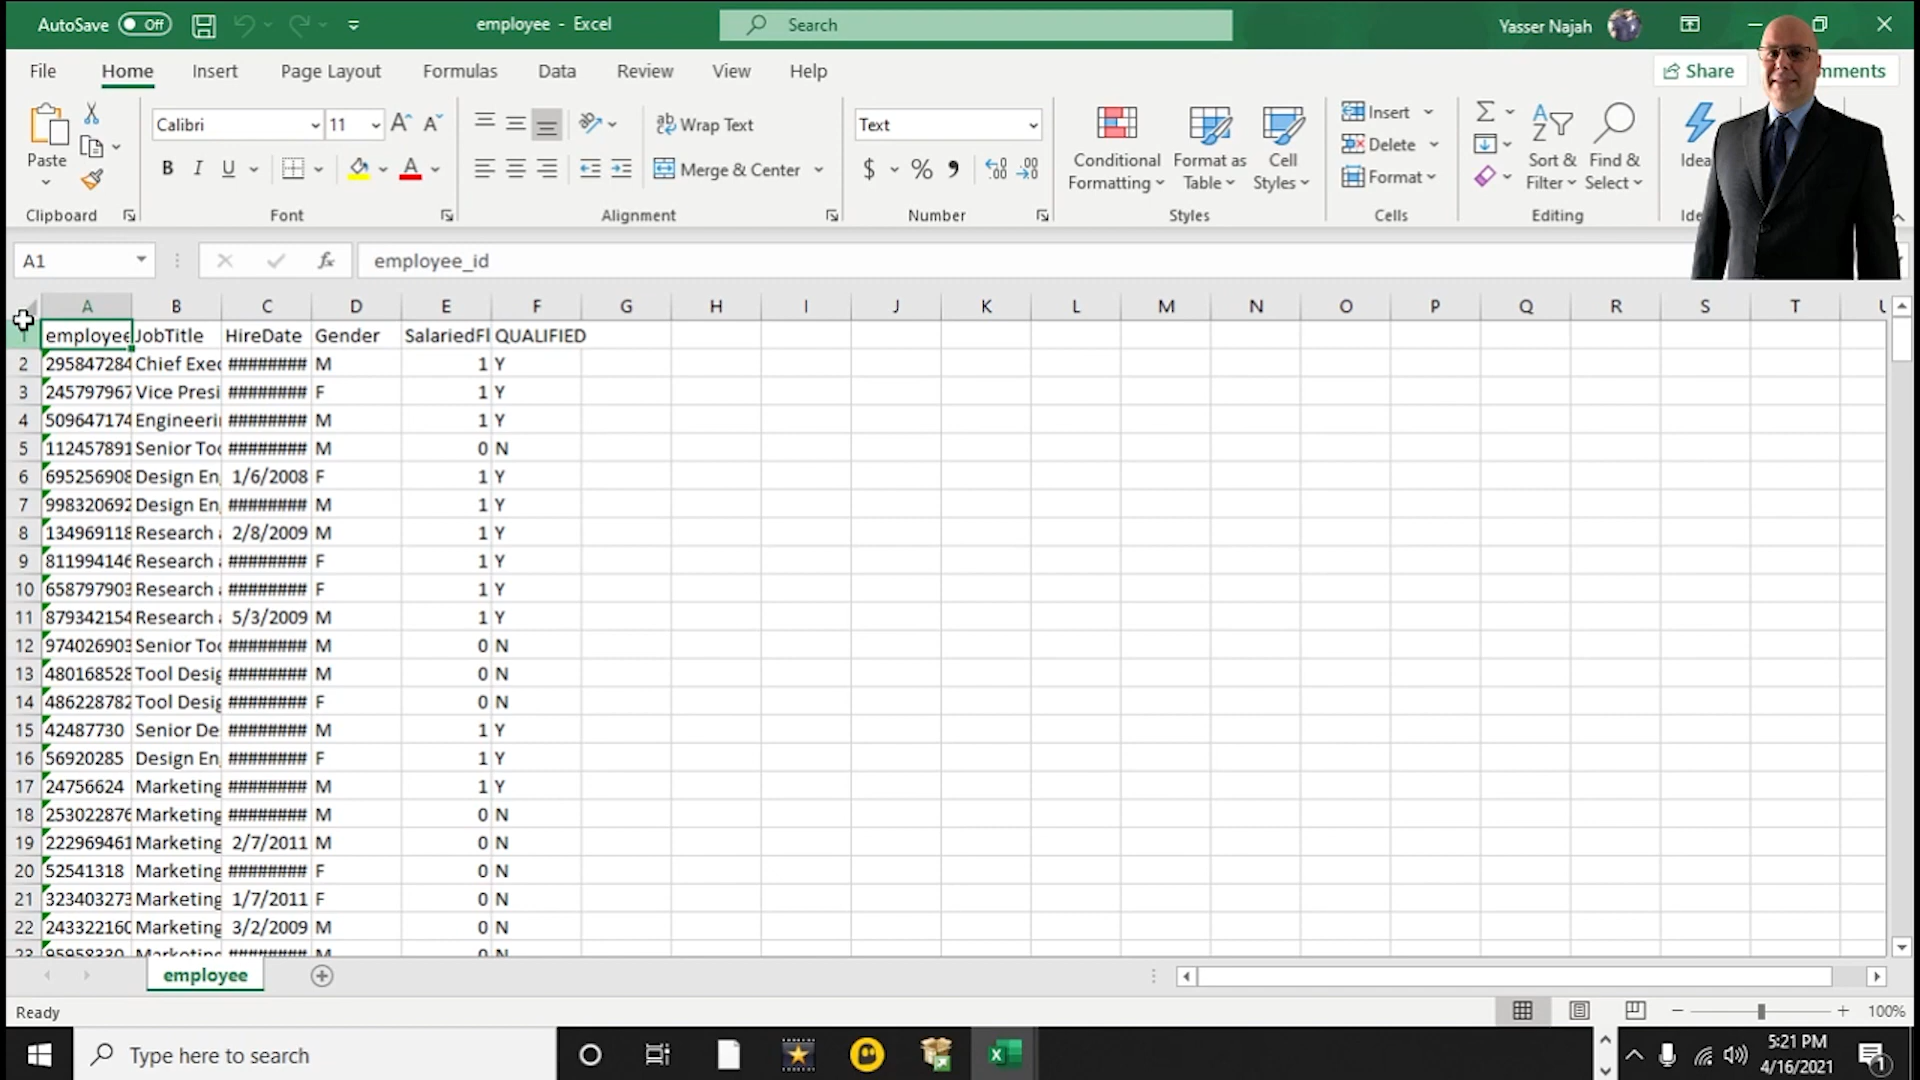 AutoSave Off employee - Excel Search Yasser Najah
File Home Insert Page Layout Formulas Data Review View Help Share mments
Paste Calibri 11 Wrap Text Text Insert
B I U Merge & Center $ % Conditional Formatting Format as Table Cell Styles Delete Sort & Filter Find & Select Idea
Format
Clipboard Font Alignment Number Styles Cells Editing Ide
A1 fx employee_id
A B C D E F G H I J K L M N O P Q R S T U
1 employee JobTitle HireDate Gender SalariedFl QUALIFIED
2 295847284 Chief Exec ######## M 1 Y
3 245797967 Vice Presi ######## F 1 Y
4 509647174 Engineeri ######## M 1 Y
5 112457891 Senior Too ######## M 0 N
6 695256908 Design En 1/6/2008 F 1 Y
7 998320692 Design En ######## M 1 Y
8 134969118 Research a 2/8/2009 M 1 Y
9 811994146 Research a ######## F 1 Y
10 658797903 Research a ######## F 1 Y
11 879342154 Research a 5/3/2009 M 1 Y
12 974026903 Senior Too ######## M 0 N
13 480168528 Tool Desig ######## M 0 N
14 486228782 Tool Desig ######## F 0 N
15 42487730 Senior De ######## M 1 Y
16 56920285 Design En ######## F 1 Y
17 24756624 Marketing ######## M 1 Y
18 253022876 Marketing ######## M 0 N
19 222969461 Marketing 2/7/2011 M 0 N
20 52541318 Marketing ######## F 0 N
21 323403273 Marketing 1/7/2011 F 0 N
22 243322160 Marketing 3/2/2009 M 0 N
23 95958330 Marketing ######## M 0 N
employee
Ready 100%
Type here to search 5:21 PM
4/16/2021 1